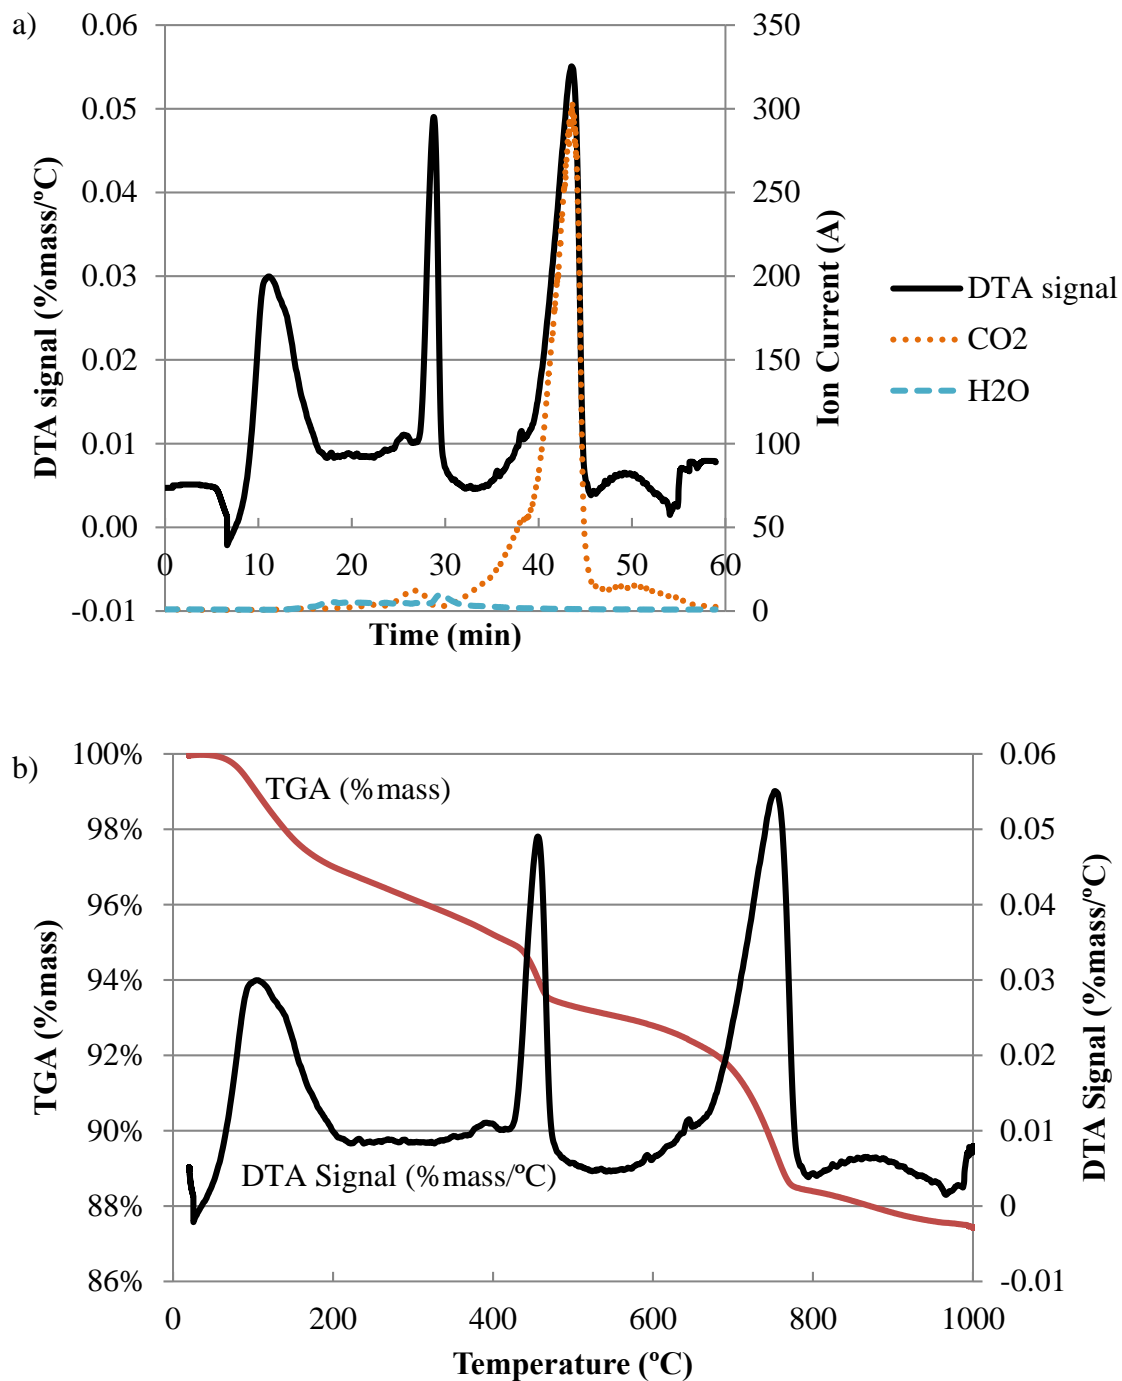 a)
0.06
0.05
0.04
0.03
0.02
0.01
0.00
-0.01
DTA signal (%mass/ºC)
0 10 20 30 40 50 60
Time (min)
350
300
250
200
150
100
50
0
Ion Current (A)
DTA signal
CO2
H2O
b)
100%
98%
96%
94%
92%
90%
88%
86%
TGA (%mass)
TGA (%mass)
DTA Signal (%mass/ºC)
0.06
0.05
0.04
0.03
0.02
0.01
0
-0.01
DTA Signal (%mass/ºC)
0 200 400 600 800 1000
Temperature (ºC)